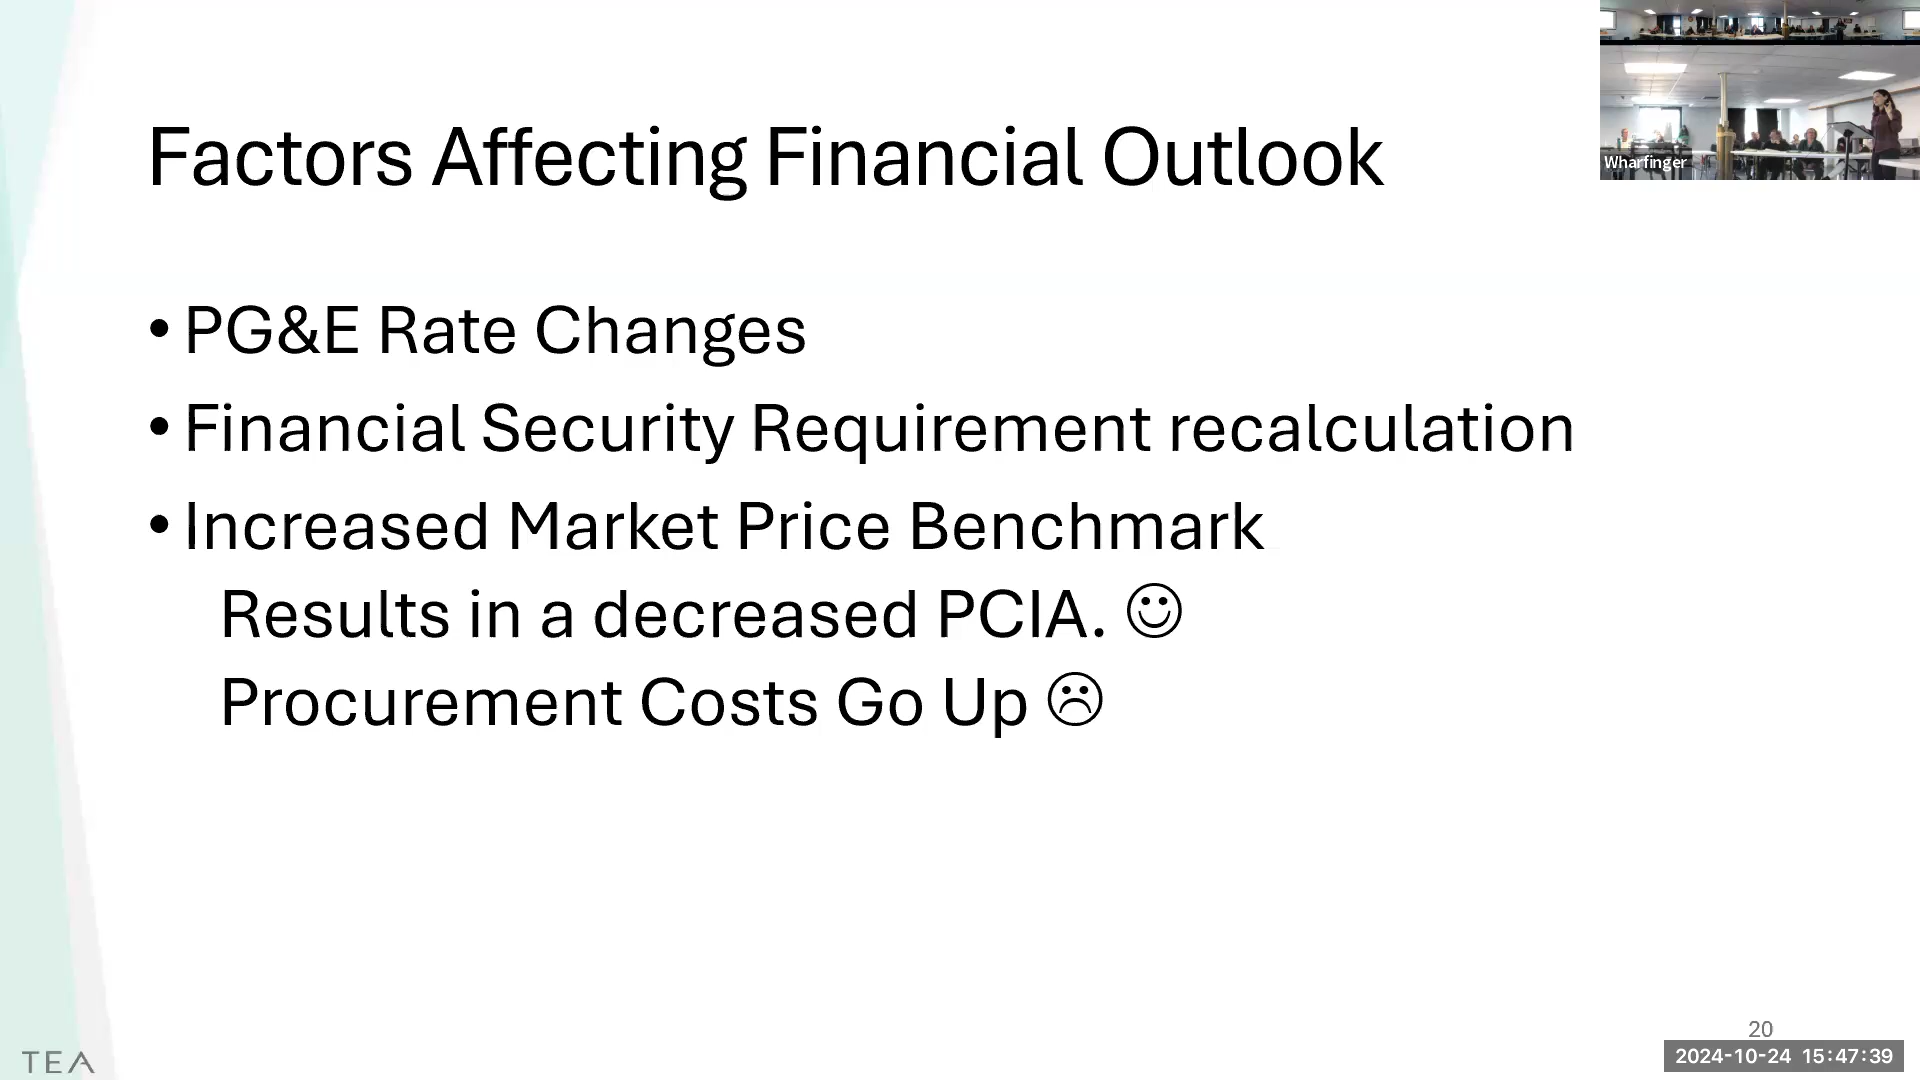 Factors Affecting Financial Outlook
Wharfinger
• PG&E Rate Changes
• Financial Security Requirement recalculation
• Increased Market Price Benchmark
Results in a decreased PCIA. ☺
Procurement Costs Go Up ☹
20
TEA
2024-10-24 15:47:39